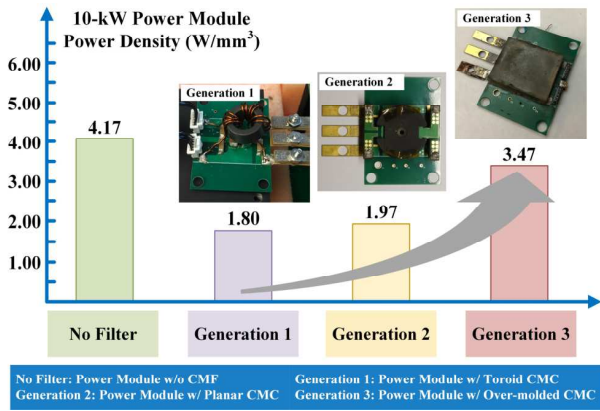 10-kW Power Module
Power Density (W/mm³)
6.00
5.00
4.00
3.00
2.00
1.00
4.17
1.80
1.97
3.47
Generation 1
Generation 2
Generation 3
No Filter
Generation 1
Generation 2
Generation 3
No Filter: Power Module w/o CMF
Generation 1: Power Module w/ Toroid CMC
Generation 2: Power Module w/ Planar CMC
Generation 3: Power Module w/ Over-molded CMC